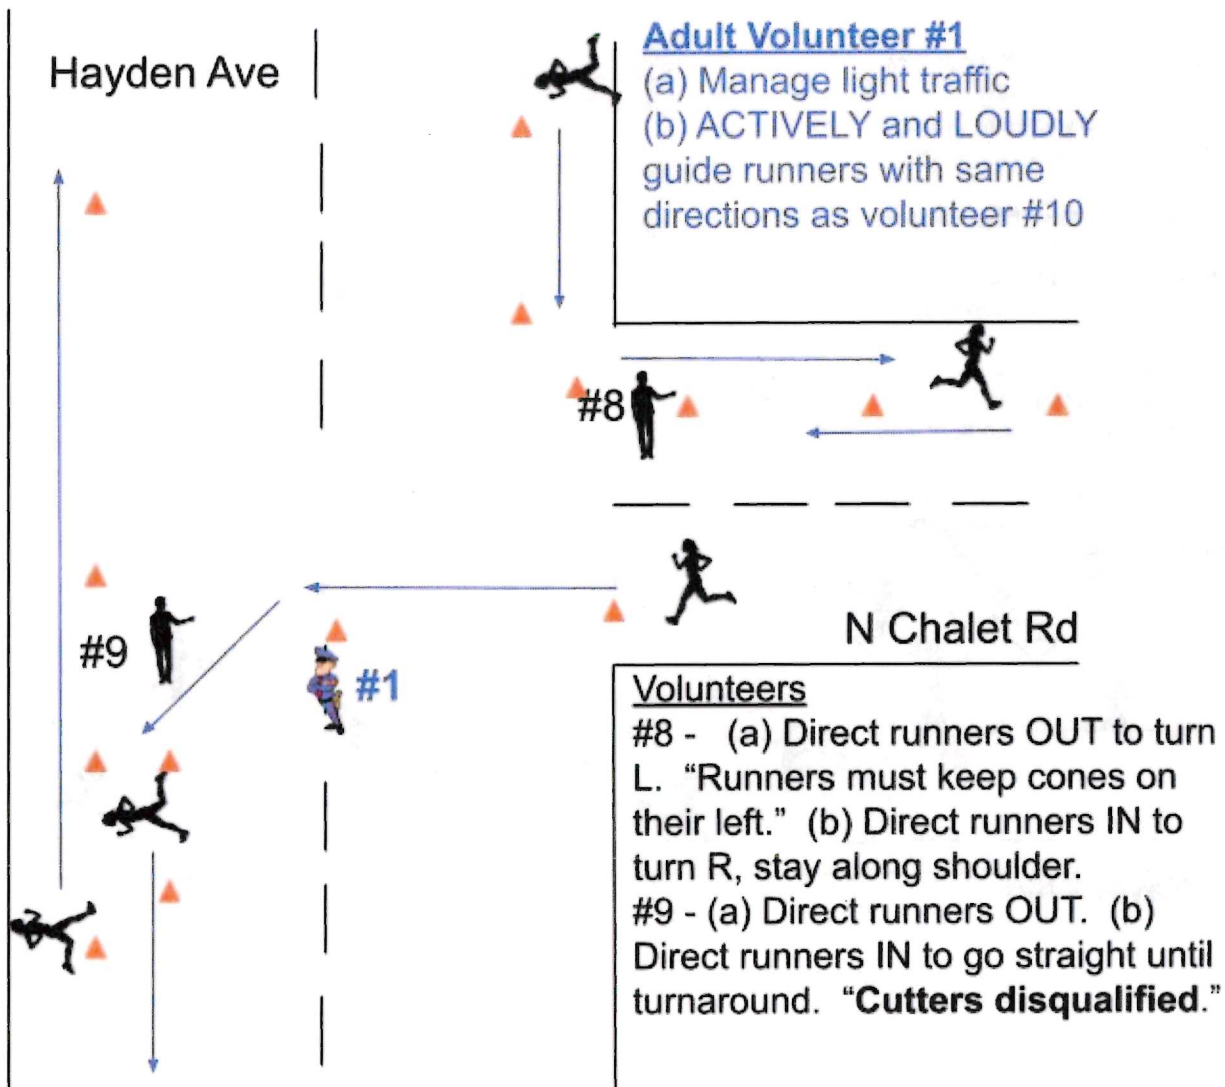 Hayden Ave
Adult Volunteer #1
(a) Manage light traffic
(b) ACTIVELY and LOUDLY
guide runners with same
directions as volunteer #10
#8
#9
#1
N Chalet Rd
Volunteers
#8 - (a) Direct runners OUT to turn
L. “Runners must keep cones on
their left.” (b) Direct runners IN to
turn R, stay along shoulder.
#9 - (a) Direct runners OUT. (b)
Direct runners IN to go straight until
turnaround. “Cutters disqualified.”